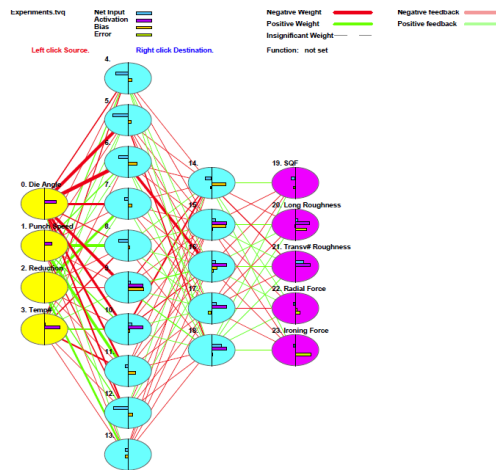 Experiments.tvq
Net Input
Activation
Bias
Error
Negative Weight
Positive Weight
Insignificant Weight
Negative feedback
Positive feedback
Function: not set
Left click Source.
Right click Destination.
4.
5.
6.
7.
8.
9.
10.
11.
12.
13.
0. Die Angle
1. Punch Speed
2. Reduction
3. Temp#
14.
15.
16.
17.
18.
19. SQF
20. Long Roughness
21. Transv# Roughness
22. Radial Force
23. Ironing Force